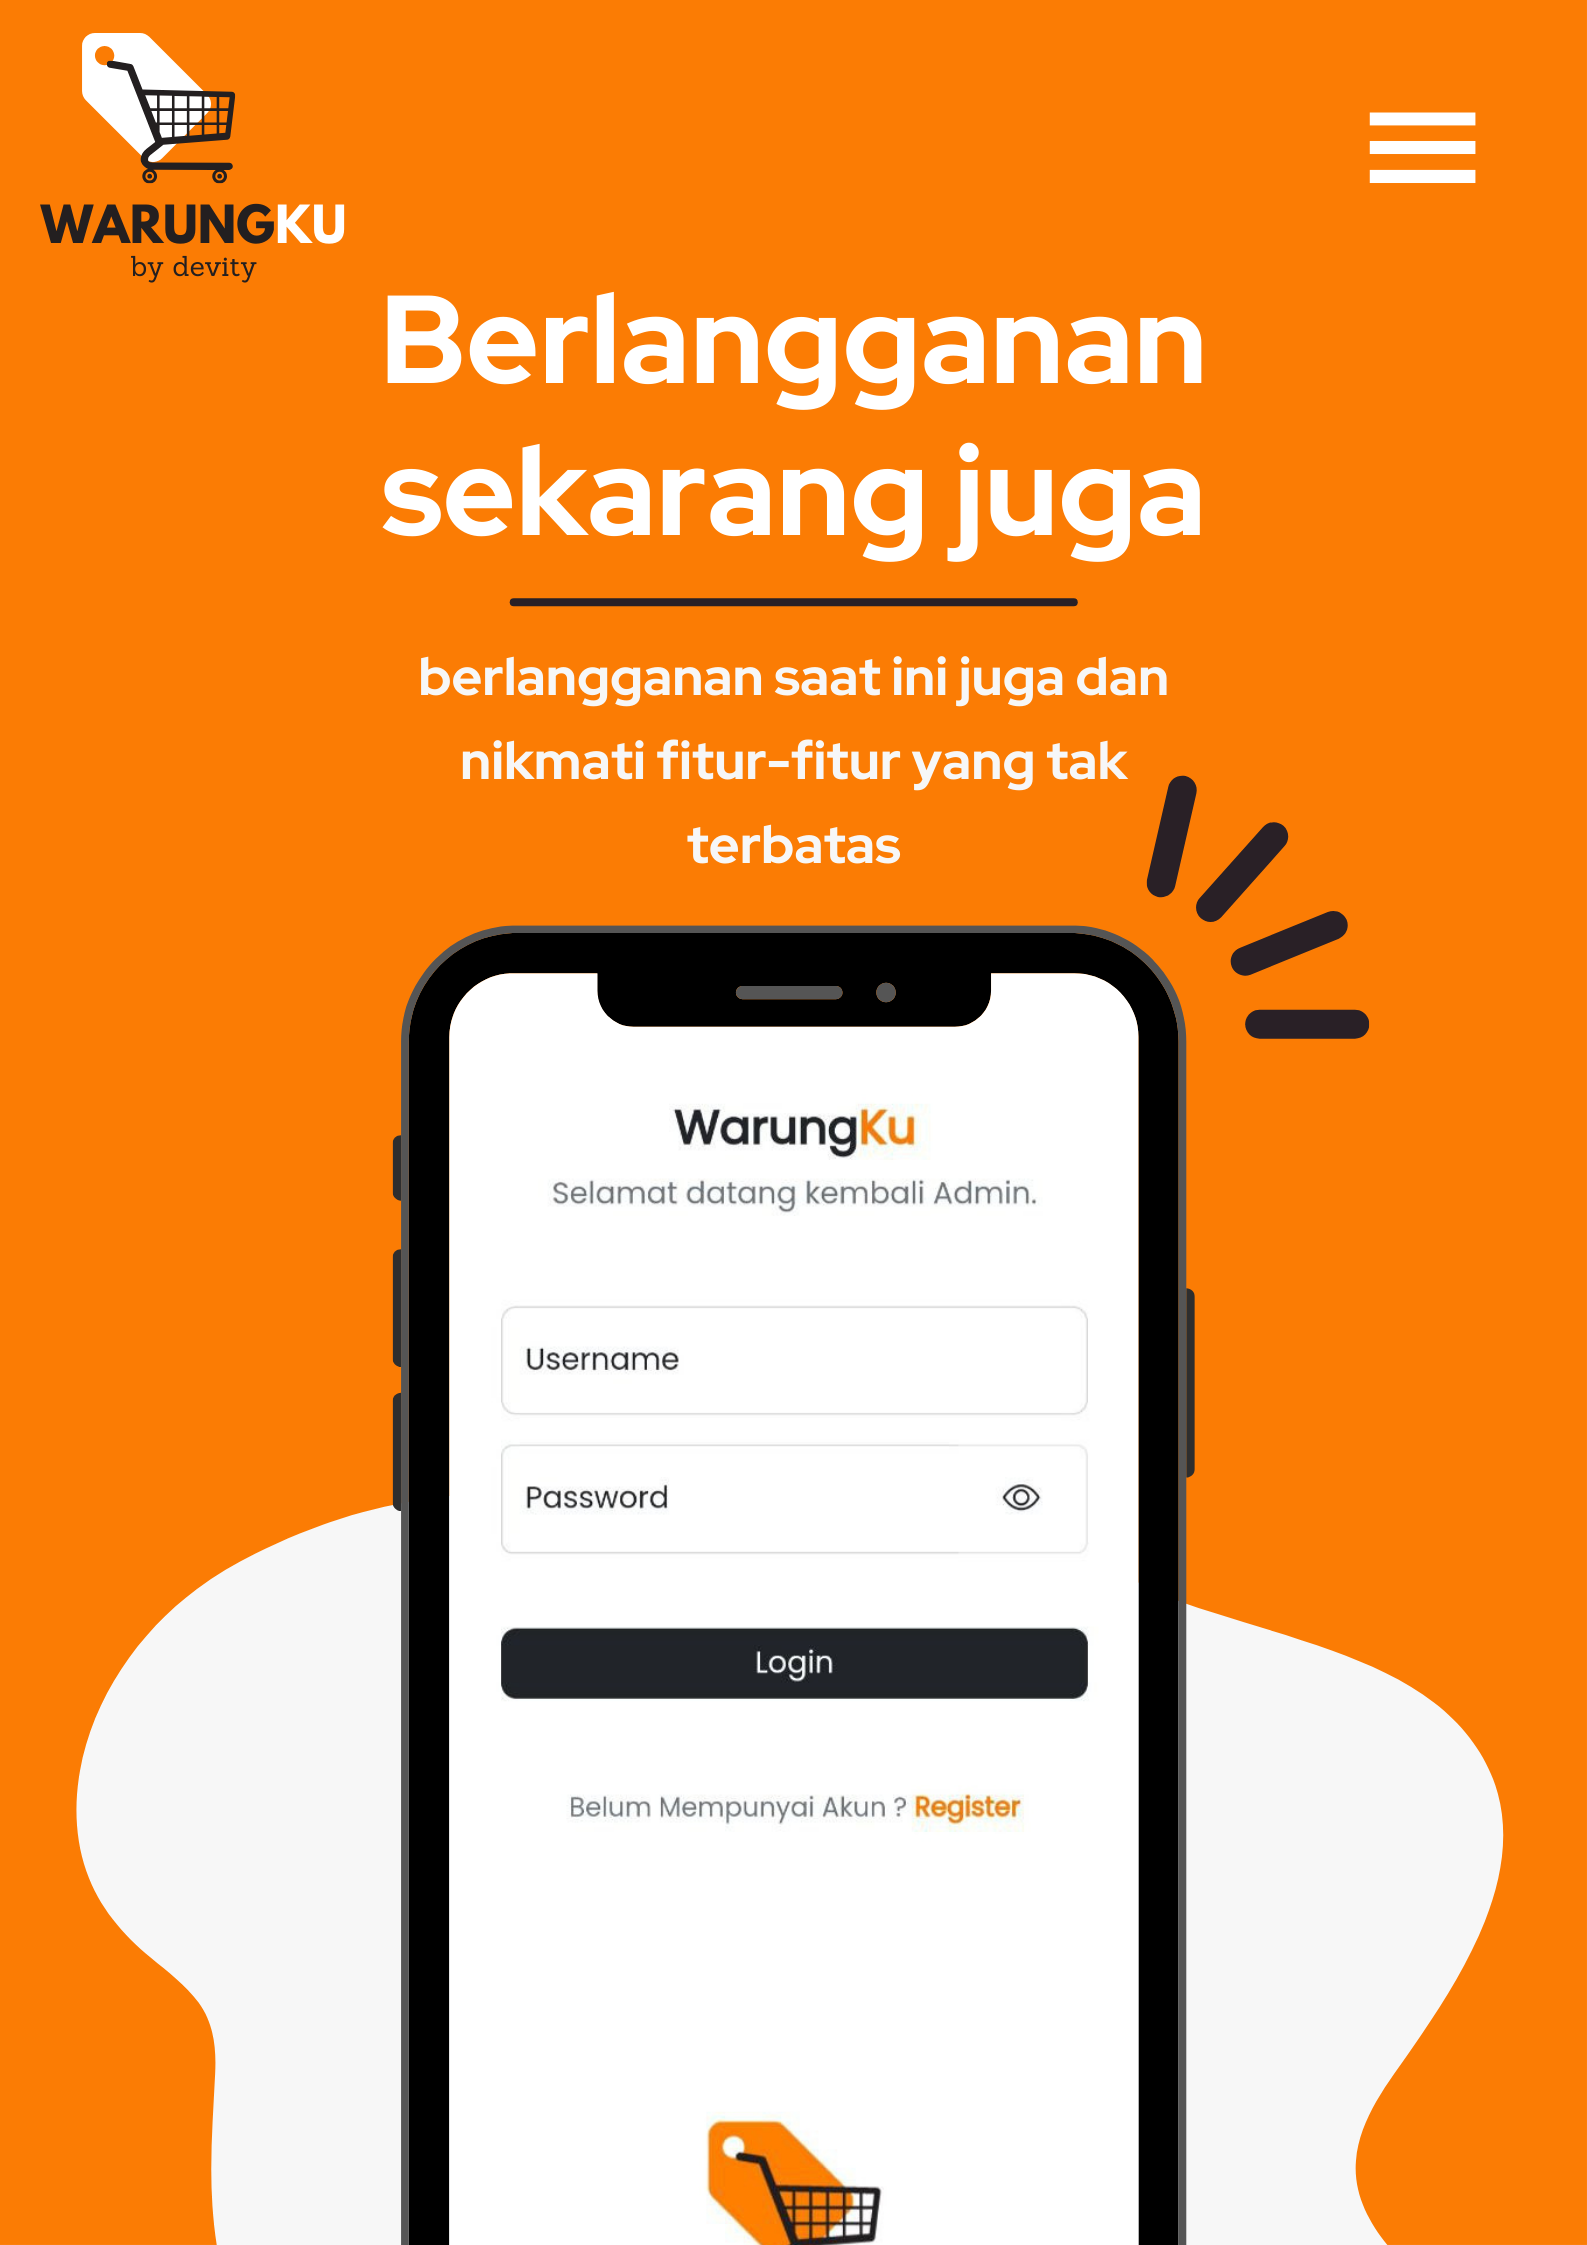 WARUNGKU
by devity
Berlangganan
sekarang juga
berlangganan saat ini juga dan
nikmati fitur-fitur yang tak
terbatas
WarungKu
Selamat datang kembali Admin.
Username
Password
Login
Belum Mempunyai Akun ? Register